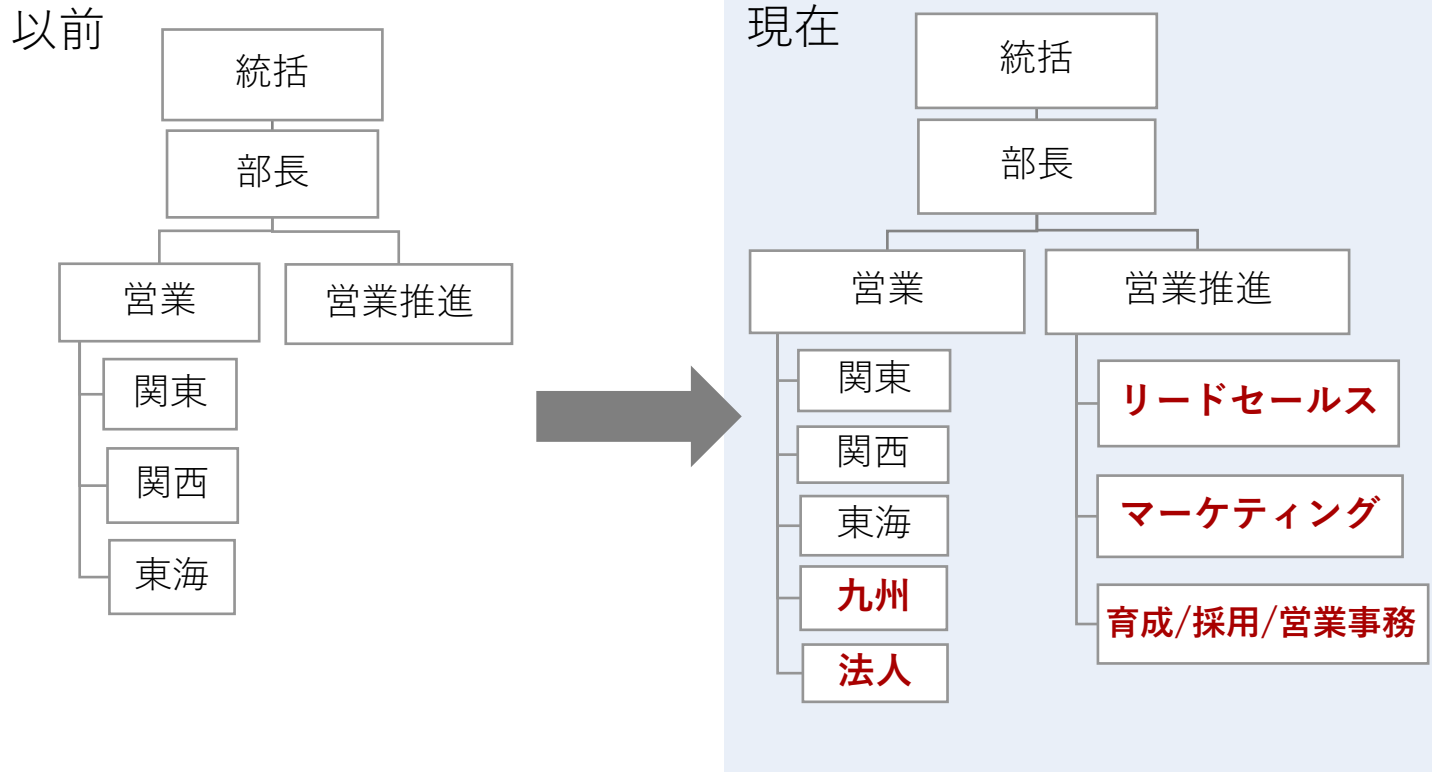 以前
統括
部長
営業
営業推進
関東
関西
東海
現在
統括
部長
営業
営業推進
関東
関西
東海
九州
法人
リードセールス
マーケティング
育成/採用/営業事務